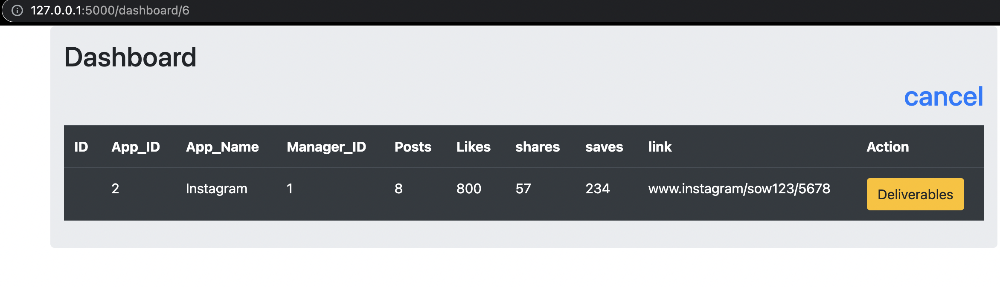 127.0.0.1:5000/dashboard/6
Dashboard
cancel
ID App_ID App_Name Manager_ID Posts Likes shares saves link Action
2 Instagram 1 8 800 57 234 www.instagram/sow123/5678 Deliverables